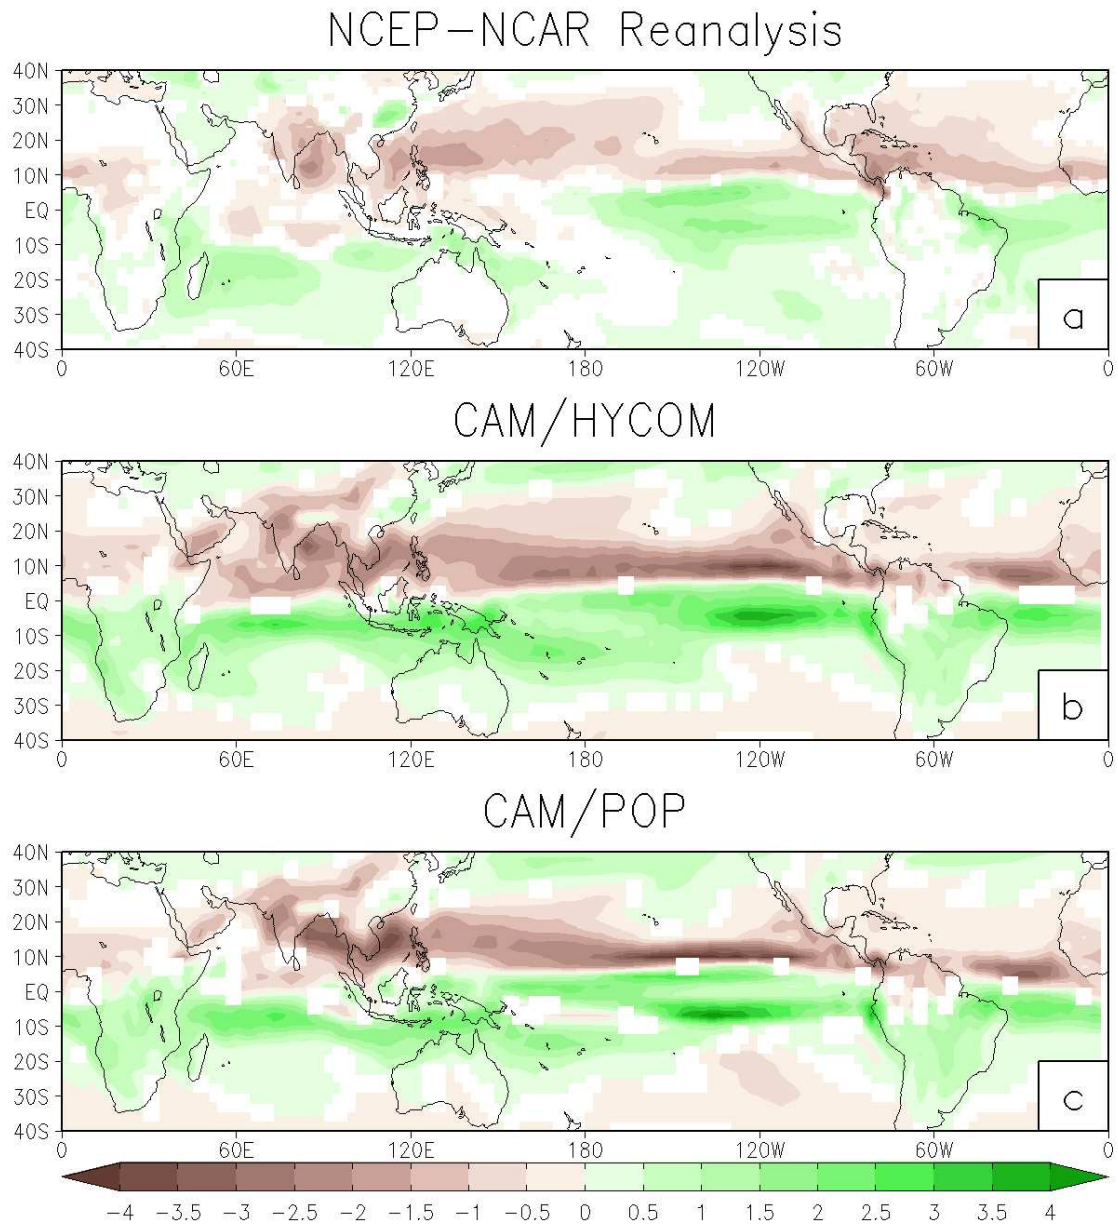 NCEP-NCAR Reanalysis
40N
30N
20N
10N
EQ
10S
20S
30S
40S
a
0 60E 120E 180 120W 60W 0
CAM/HYCOM
40N
30N
20N
10N
EQ
10S
20S
30S
40S
b
0 60E 120E 180 120W 60W 0
CAM/POP
40N
30N
20N
10N
EQ
10S
20S
30S
40S
c
0 60E 120E 180 120W 60W 0
-4 -3.5 -3 -2.5 -2 -1.5 -1 -0.5 0 0.5 1 1.5 2 2.5 3 3.5 4